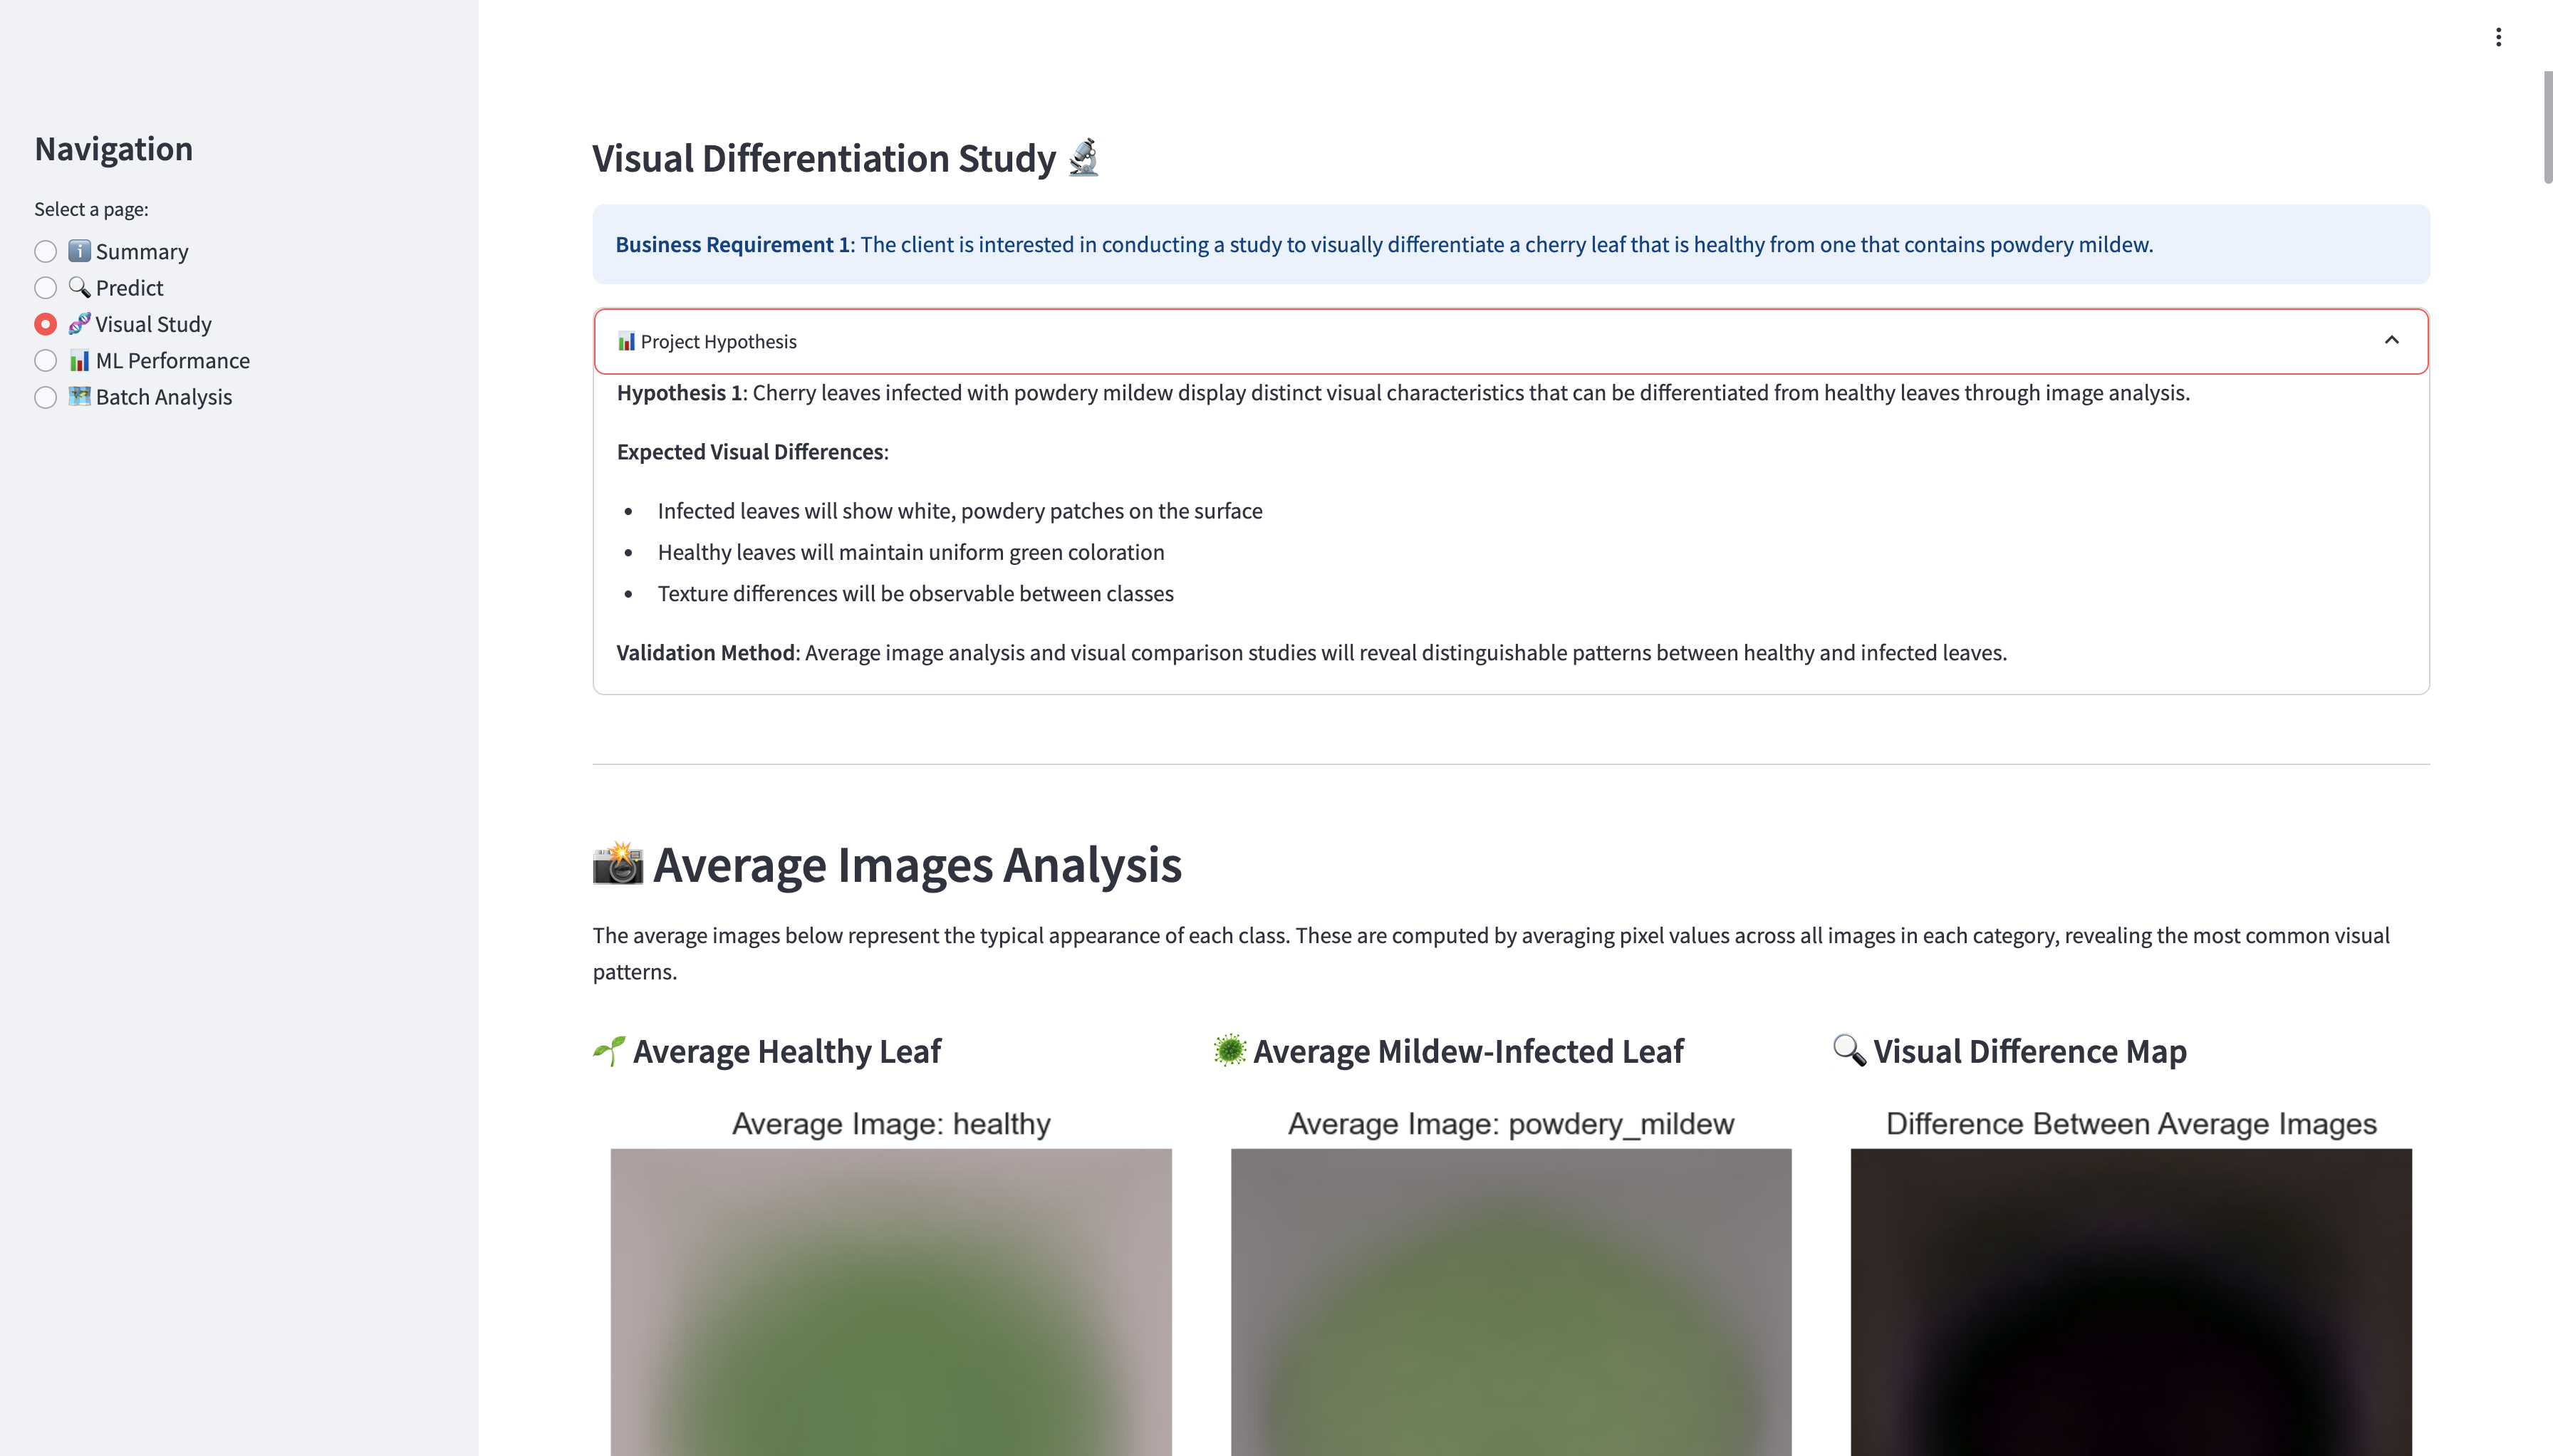 Navigation
Select a page:
Summary
Predict
Visual Study
ML Performance
Batch Analysis
Visual Differentiation Study
Business Requirement 1: The client is interested in conducting a study to visually differentiate a cherry leaf that is healthy from one that contains powdery mildew.
Project Hypothesis
Hypothesis 1: Cherry leaves infected with powdery mildew display distinct visual characteristics that can be differentiated from healthy leaves through image analysis.
Expected Visual Differences:
• Infected leaves will show white, powdery patches on the surface
• Healthy leaves will maintain uniform green coloration
• Texture differences will be observable between classes
Validation Method: Average image analysis and visual comparison studies will reveal distinguishable patterns between healthy and infected leaves.
Average Images Analysis
The average images below represent the typical appearance of each class. These are computed by averaging pixel values across all images in each category, revealing the most common visual
patterns.
Average Healthy Leaf
Average Image: healthy
Average Mildew-Infected Leaf
Average Image: powdery_mildew
Visual Difference Map
Difference Between Average Images